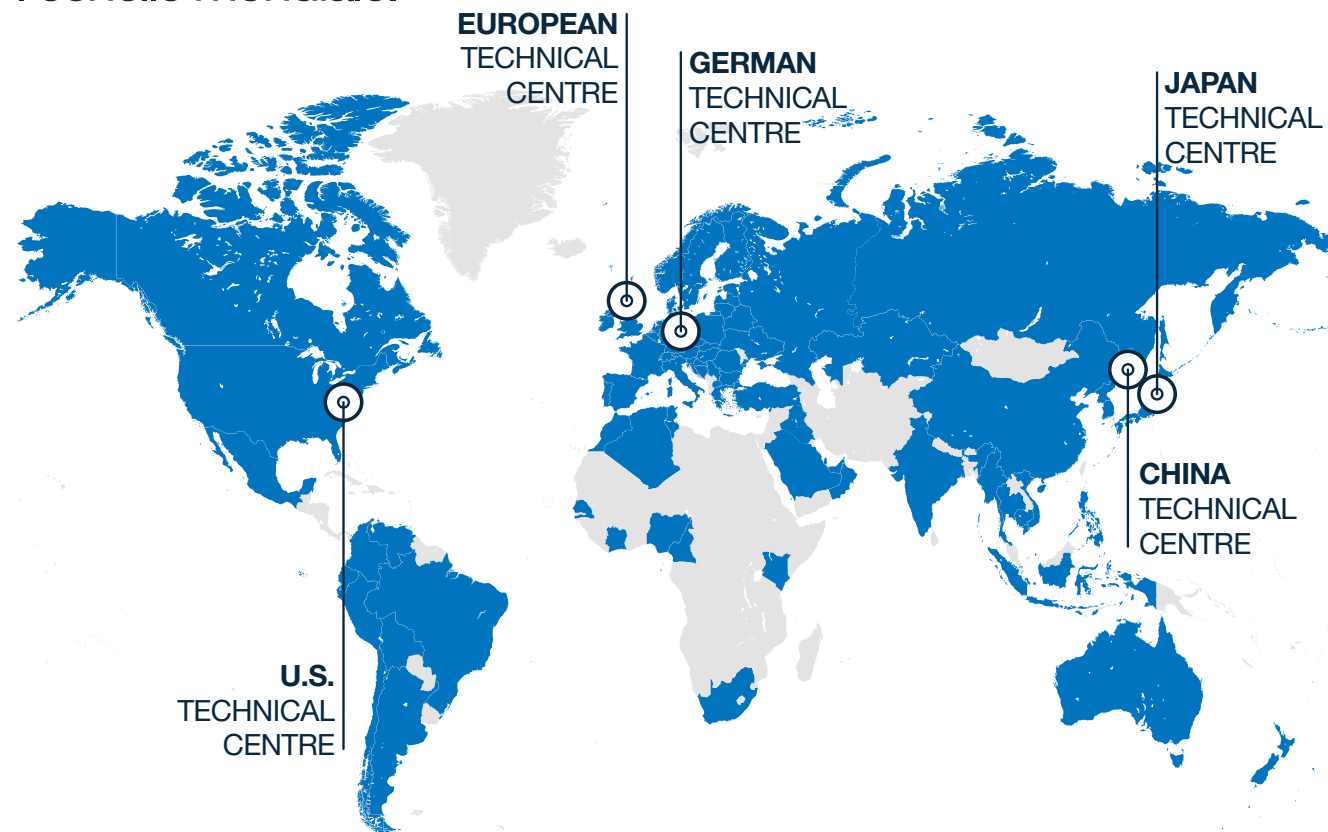 EUROPEAN
TECHNICAL
CENTRE
GERMAN
TECHNICAL
CENTRE
JAPAN
TECHNICAL
CENTRE
CHINA
TECHNICAL
CENTRE
U.S.
TECHNICAL
CENTRE